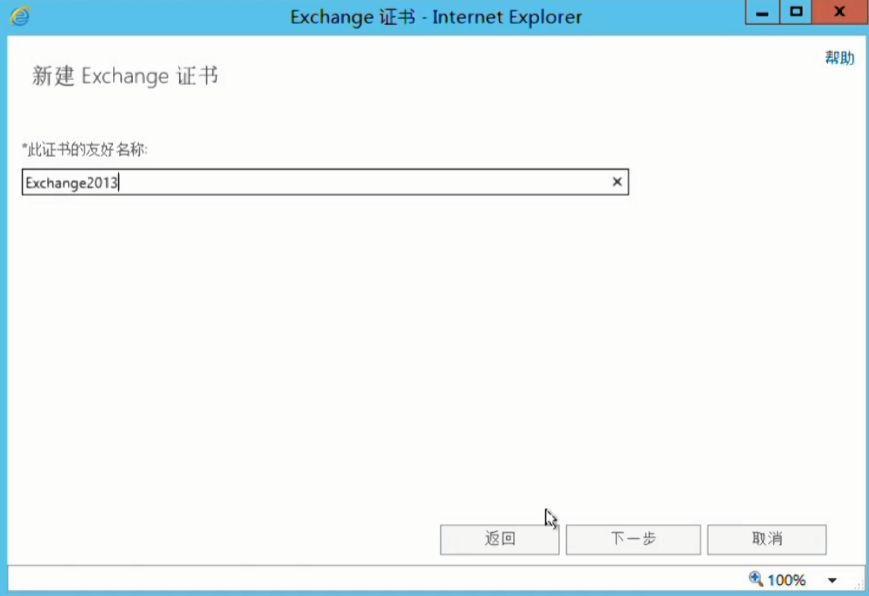 Exchange 证书 - Internet Explorer
帮助
新建 Exchange 证书
*此证书的友好名称:
Exchange2013
返回 下一步 取消
100%